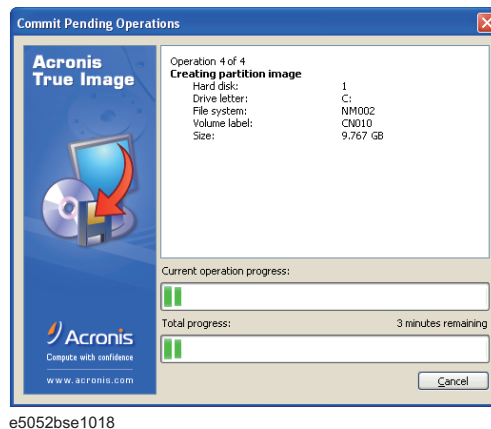 Commit Pending Operations
Acronis
True Image
Operation 4 of 4
Creating partition image
Hard disk: 1
Drive letter: C:
File system: NM002
Volume label: CN010
Size: 9.767 GB
Current operation progress:
Total progress: 3 minutes remaining
Acronis
Compute with confidence
www.acronis.com
Cancel
e5052bse1018